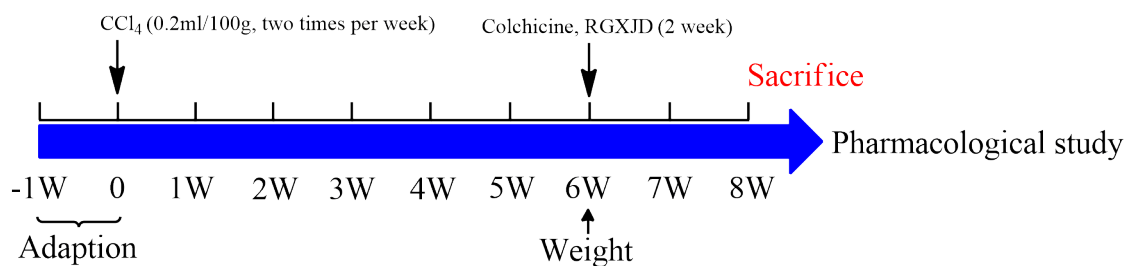 CCl₄ (0.2ml/100g, two times per week)
Colchicine, RGXJD (2 week)
Sacrifice
Pharmacological study
-1W 0 1W 2W 3W 4W 5W 6W 7W 8W
Adaption
Weight